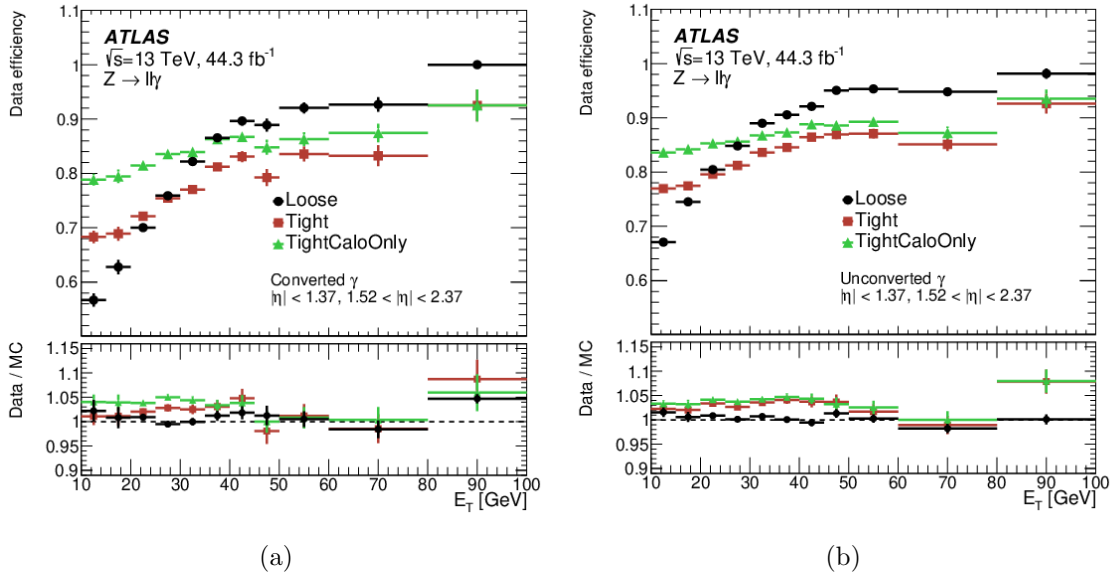 Data efficiency
1.1
1
0.9
0.8
0.7
0.6
ATLAS
√s=13 TeV, 44.3 fb⁻¹
Z → llγ
Loose
Tight
TightCaloOnly
Converted γ
|η| < 1.37, 1.52 < |η| < 2.37
Data / MC
1.15
1.1
1.05
1
0.95
0.9
10 20 30 40 50 60 70 80 90 100
E_T [GeV]
(a)
Data efficiency
1.1
1
0.9
0.8
0.7
0.6
ATLAS
√s=13 TeV, 44.3 fb⁻¹
Z → llγ
Loose
Tight
TightCaloOnly
Unconverted γ
|η| < 1.37, 1.52 < |η| < 2.37
Data / MC
1.15
1.1
1.05
1
0.95
0.9
10 20 30 40 50 60 70 80 90 100
E_T [GeV]
(b)